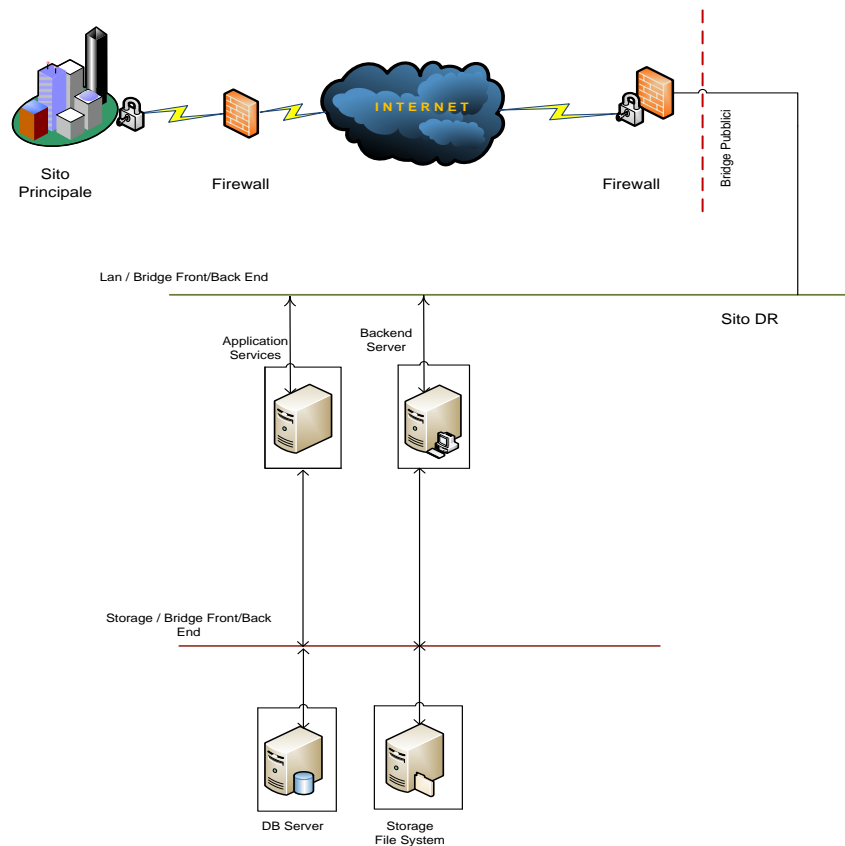 INTERNET
Sito
Principale
Firewall
Firewall
Bridge Pubblici
Lan / Bridge Front/Back End
Sito DR
Application
Services
Backend
Server
Storage / Bridge Front/Back
End
DB Server
Storage
File System